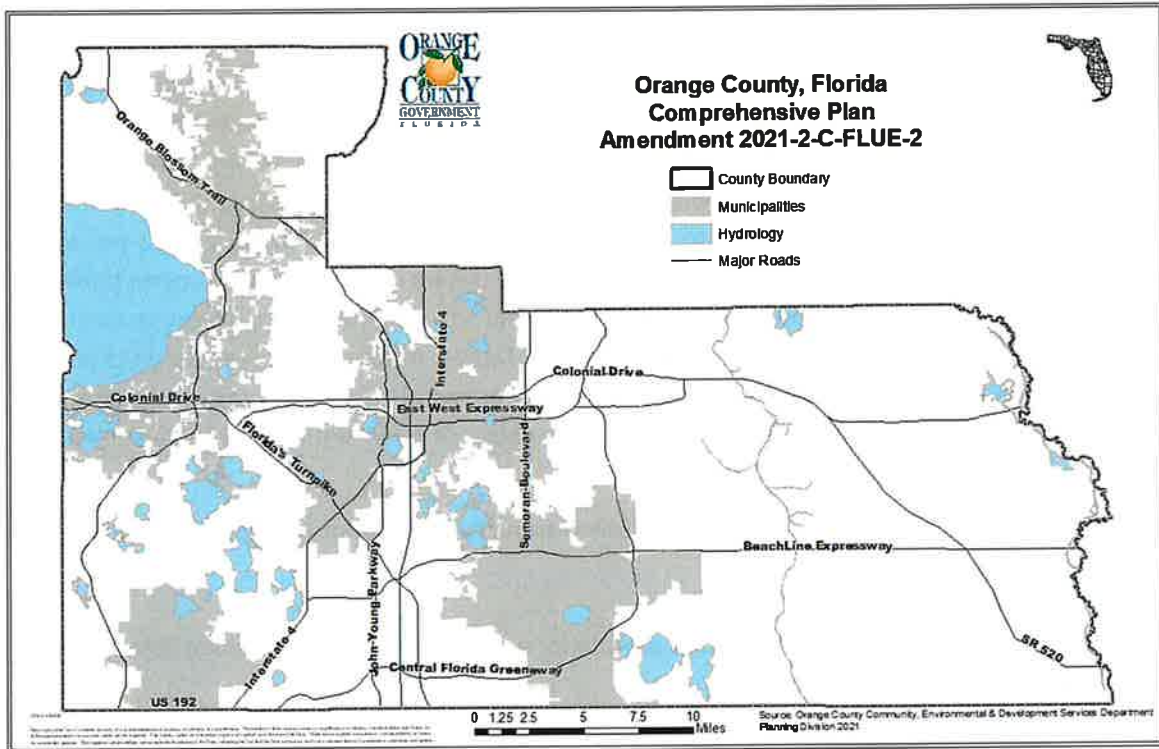 ORANGE
COUNTY
GOVERNMENT
FLORIDA
Orange County, Florida
Comprehensive Plan
Amendment 2021-2-C-FLUE-2
County Boundary
Municipalities
Hydrology
Major Roads
Orange Blossom Trail
Interstate 4
Colonial Drive
Colonial Drive
East West Expressway
Florida's Turnpike
Semoran Boulevard
John Young Parkway
BeachLine Expressway
Interstate 4
Central Florida Greeneway
SR 520
US 192
0 1.25 2.5 5 7.5 10
Miles
Source: Orange County Community, Environmental & Development Services Department
Planning Division 2021